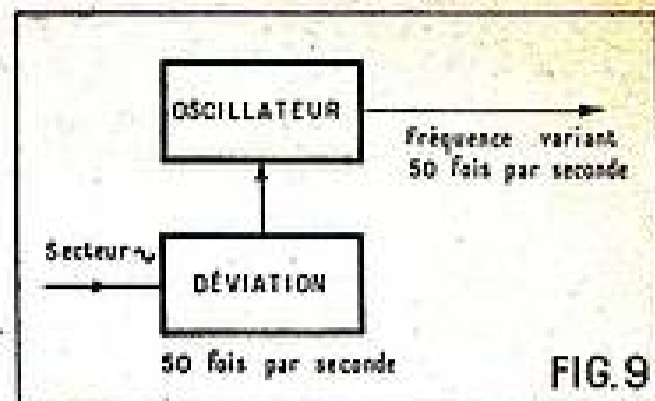 OSCILLATEUR
Fréquence variant
50 fois par seconde
Secteur ~
DÉVIATION
50 fois par seconde
FIG. 9